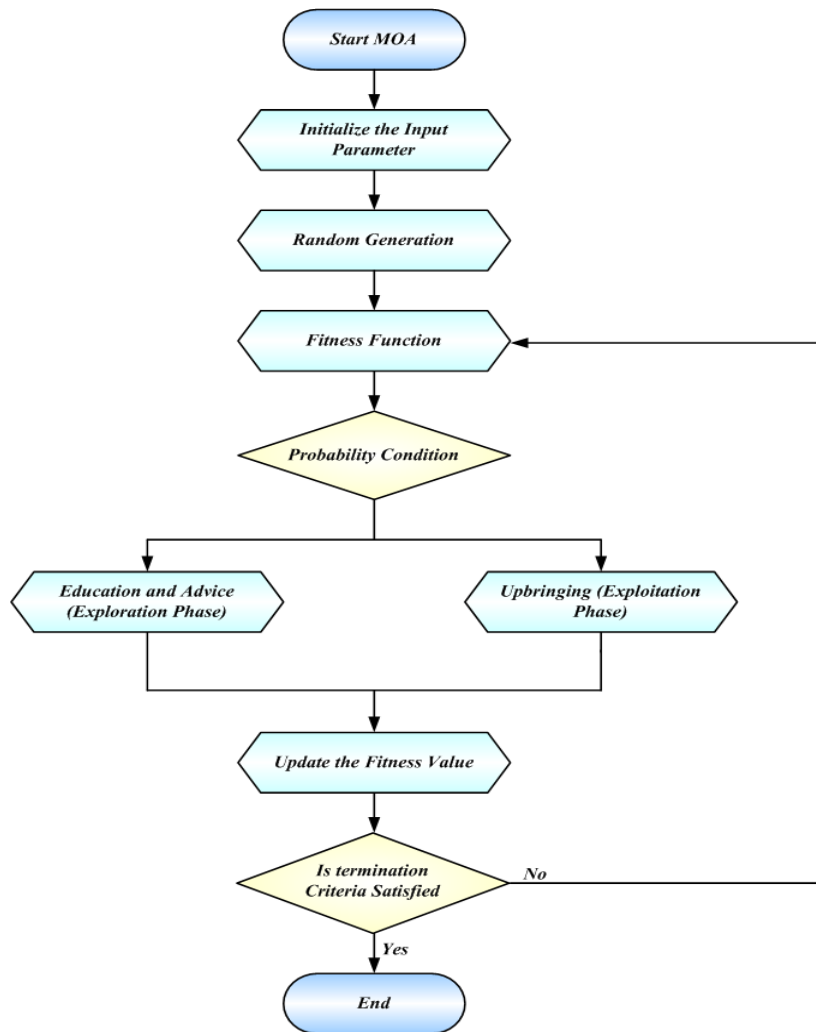 Start MOA
Initialize the Input
Parameter
Random Generation
Fitness Function
Probability Condition
Education and Advice
(Exploration Phase)
Upbringing (Exploitation
Phase)
Update the Fitness Value
Is termination
Criteria Satisfied
No
Yes
End